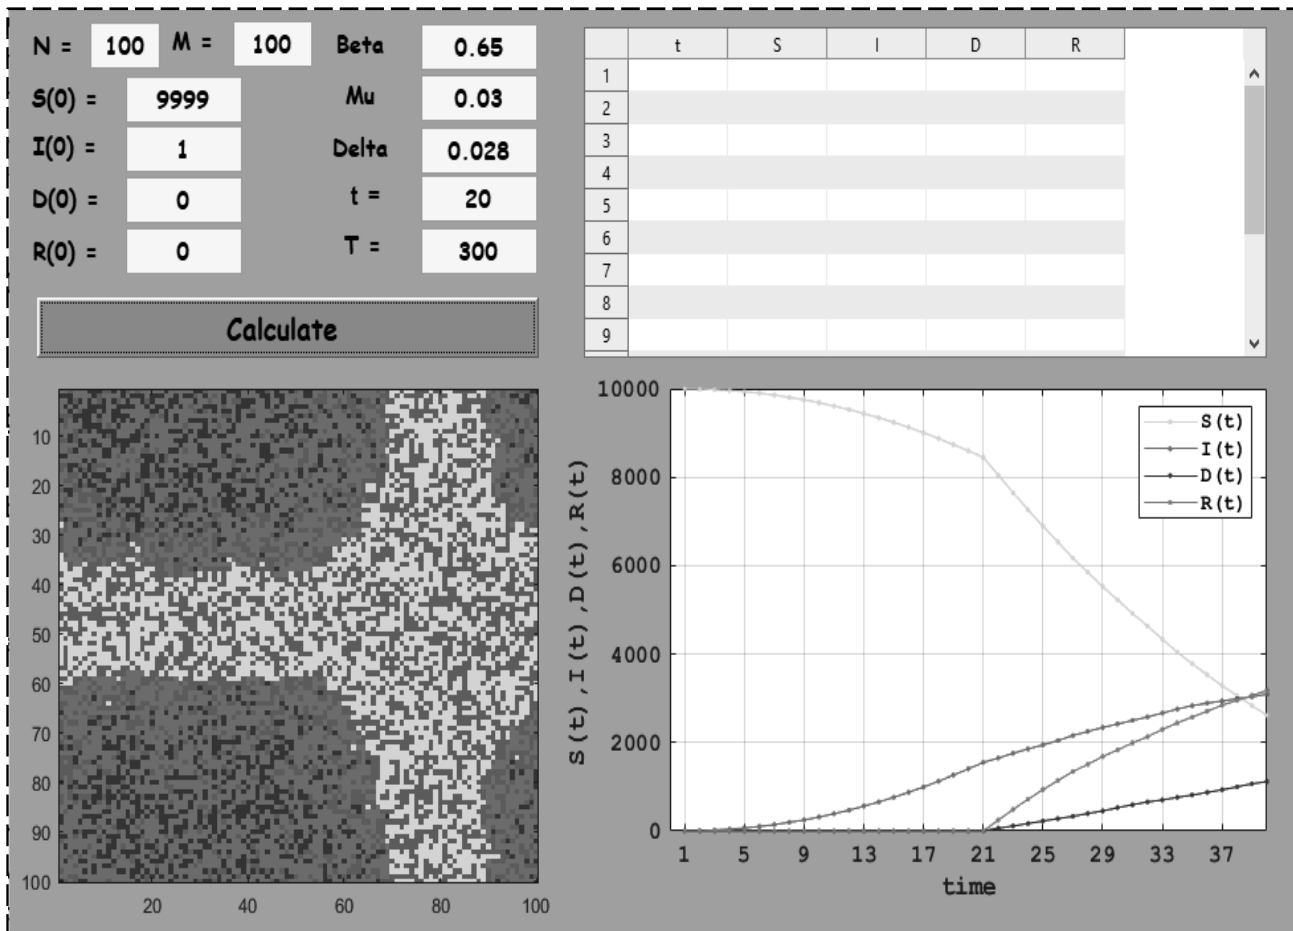 N = 100 M = 100 Beta 0.65
S(0) = 9999 Mu 0.03
I(0) = 1 Delta 0.028
D(0) = 0 t = 20
R(0) = 0 T = 300
Calculate
t S I D R
1
2
3
4
5
6
7
8
9
10
20
30
40
50
60
70
80
90
100
20 40 60 80 100
S(t),I(t),D(t),R(t)
10000
8000
6000
4000
2000
0
S(t)
I(t)
D(t)
R(t)
1 5 9 13 17 21 25 29 33 37
time